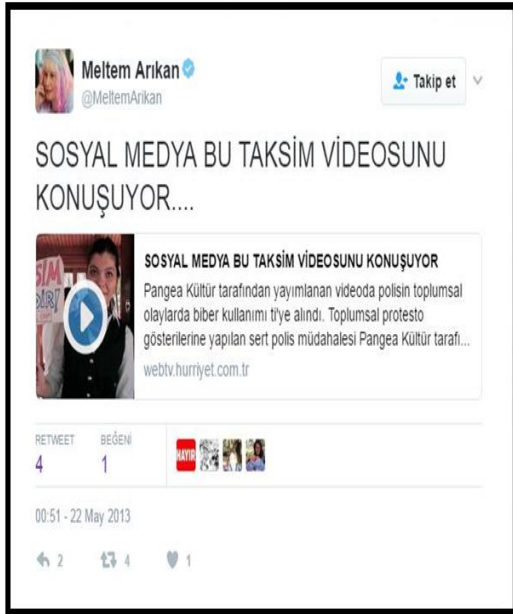 Meltem Arıkan
@MeltemArikan
Takip et
SOSYAL MEDYA BU TAKSİM VİDEOSUNU
KONUŞUYOR....
SOSYAL MEDYA BU TAKSİM VİDEOSUNU KONUŞUYOR
Pangea Kültür tarafından yayımlanan videoda polisin toplumsal
olaylarda biber kullanımı ti'ye alındı. Toplumsal protesto
gösterilerine yapılan sert polis müdahalesi Pangea Kültür tarafı...
webtv.hurriyet.com.tr
RETWEET BEĞENİ
4 1
HAYIR
00:51 - 22 May 2013
2 4 1